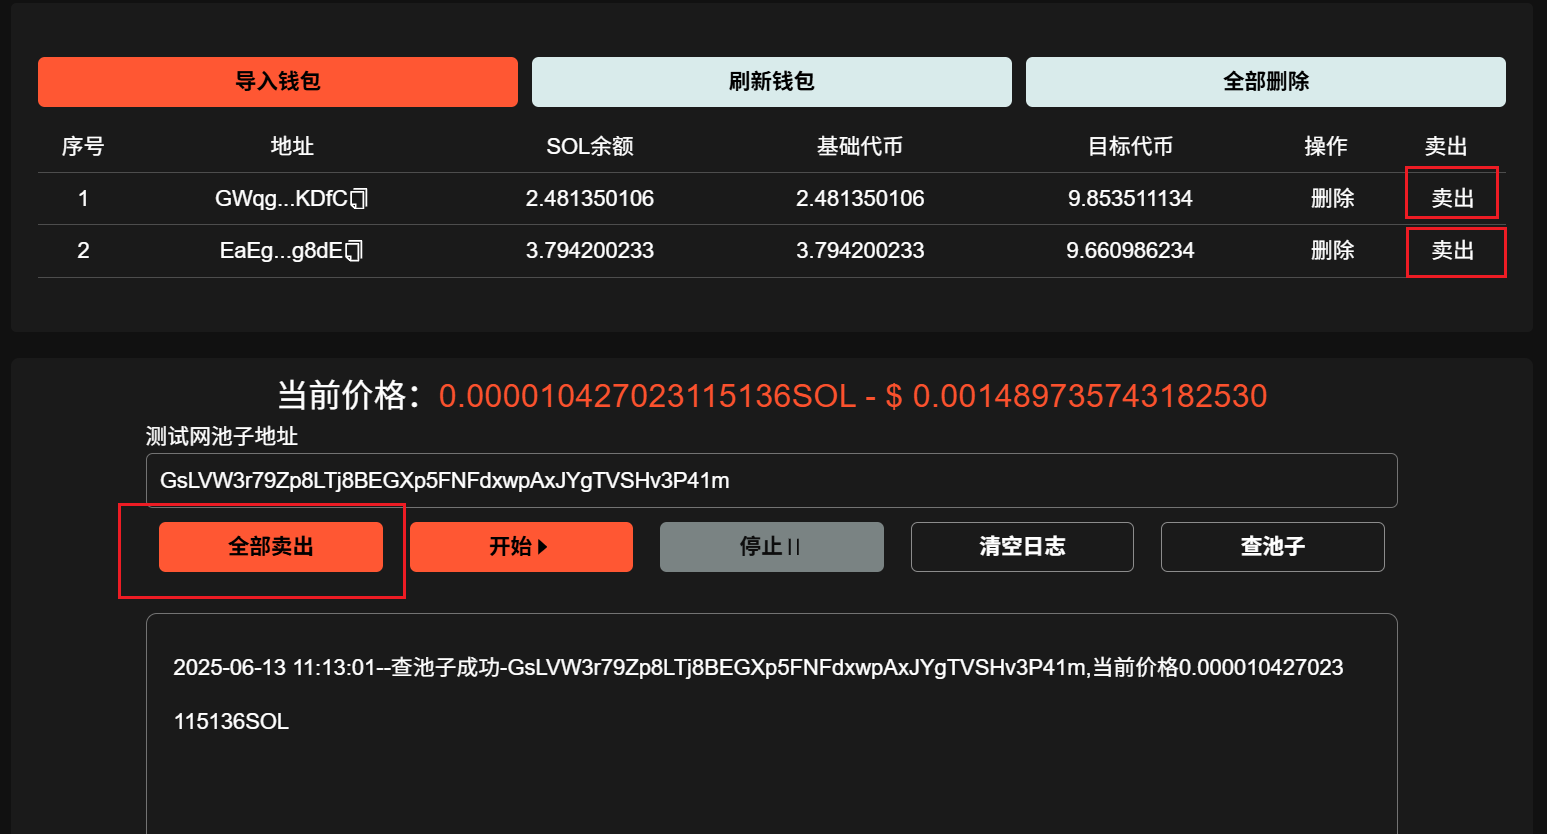 导入钱包 刷新钱包 全部删除
序号 地址 SOL余额 基础代币 目标代币 操作 卖出
1 GWqg...KDfC 2.481350106 2.481350106 9.853511134 删除 卖出
2 EaEg...g8dE 3.794200233 3.794200233 9.660986234 删除 卖出
当前价格：0.000010427023115136SOL - $ 0.001489735743182530
测试网池子地址
GsLVW3r79Zp8LTj8BEGXp5FNFdxwpAxJYgTVSHv3P41m
全部卖出 开始 停止 清空日志 查池子
2025-06-13 11:13:01--查池子成功-GsLVW3r79Zp8LTj8BEGXp5FNFdxwpAxJYgTVSHv3P41m,当前价格0.000010427023
115136SOL